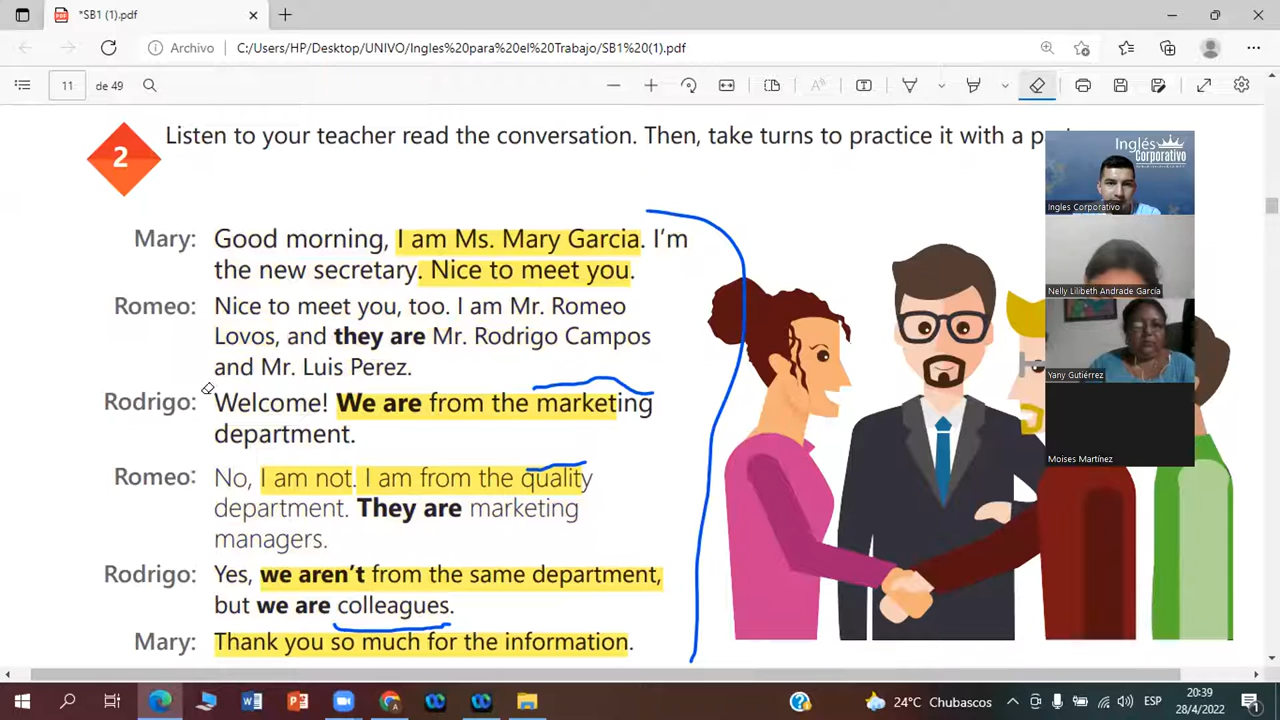 *SB1 (1).pdf
Archivo
C:/Users/HP/Desktop/UNIVO/Ingles%20para%20el%20Trabajo/SB1%20(1).pdf
11 de 49
2
Listen to your teacher read the conversation. Then, take turns to practice it with a
Inglés
Corporativo
Ingles Corporativo
Nelly Lilibeth Andrade García
Yany Gutiérrez
Moises Martínez
Mary: Good morning, I am Ms. Mary Garcia. I'm
the new secretary. Nice to meet you.
Romeo: Nice to meet you, too. I am Mr. Romeo
Lovos, and they are Mr. Rodrigo Campos
and Mr. Luis Perez.
Rodrigo: Welcome! We are from the marketing
department.
Romeo: No, I am not. I am from the quality
department. They are marketing
managers.
Rodrigo: Yes, we aren't from the same department,
but we are colleagues.
Mary: Thank you so much for the information.
24°C Chubascos
ESP
20:39
28/4/2022